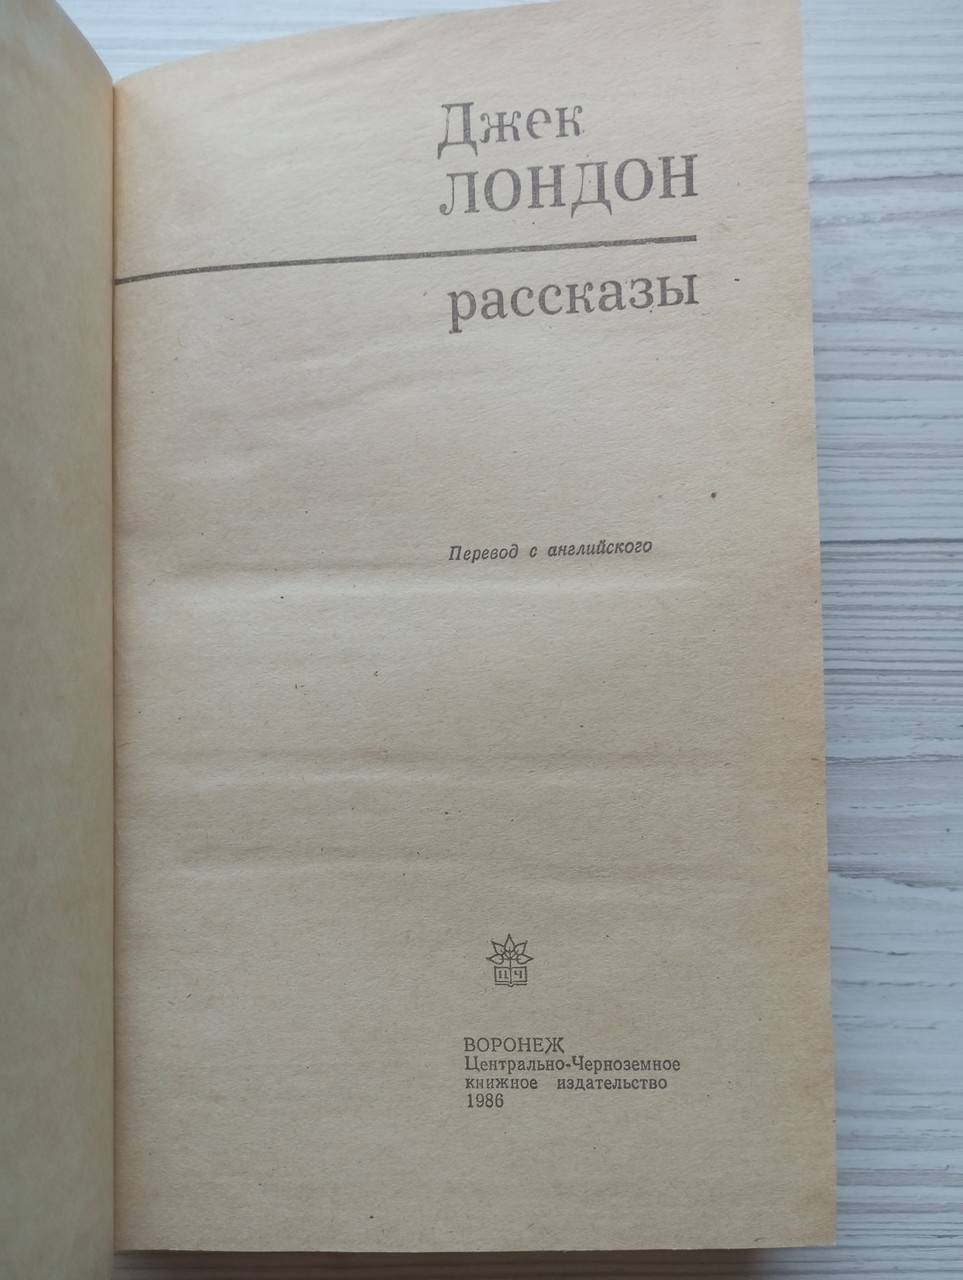 Джек
ЛОНДОН
рассказы
Перевод с английского
ЦЧ
ВОРОНЕЖ
Центрально-Черноземное
книжное издательство
1986